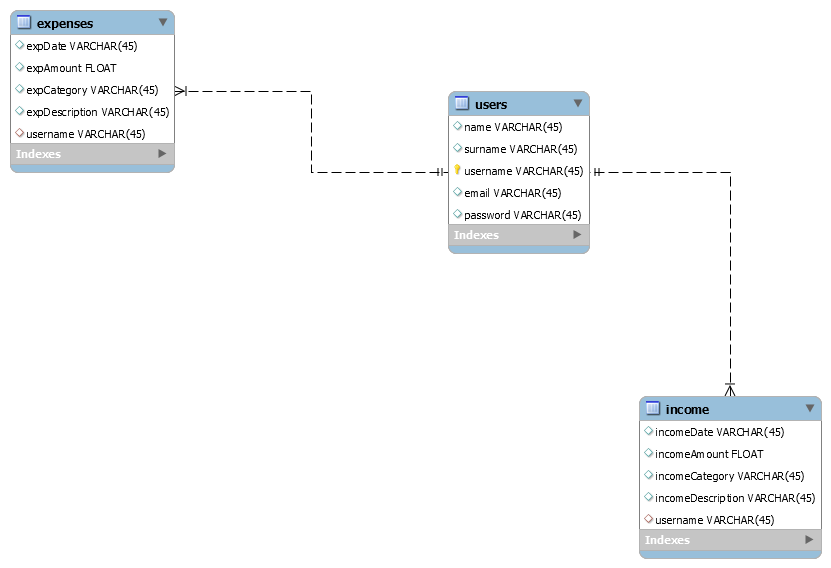 expenses
expDate VARCHAR(45)
expAmount FLOAT
expCategory VARCHAR(45)
expDescription VARCHAR(45)
username VARCHAR(45)
Indexes
users
name VARCHAR(45)
surname VARCHAR(45)
username VARCHAR(45)
email VARCHAR(45)
password VARCHAR(45)
Indexes
income
incomeDate VARCHAR(45)
incomeAmount FLOAT
incomeCategory VARCHAR(45)
incomeDescription VARCHAR(45)
username VARCHAR(45)
Indexes